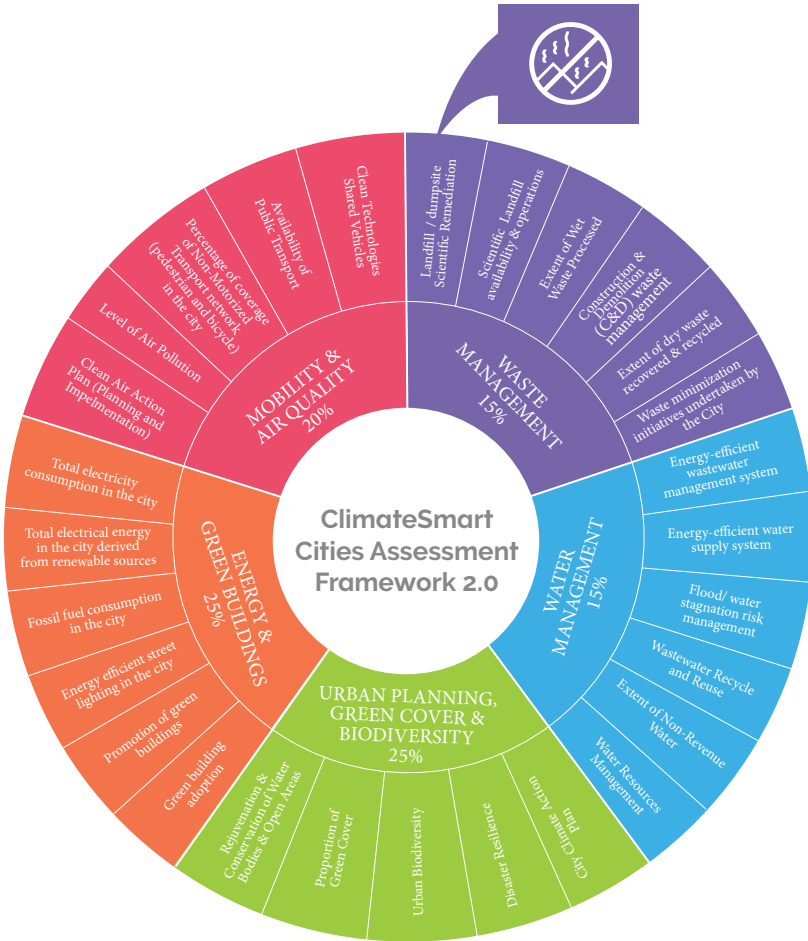 ClimateSmart
Cities Assessment
Framework 2.0
WASTE
MANAGEMENT
15%
Landfill / dumpsite
Scientific Remediation
Scientific Landfill
availability & operations
Extent of Wet
Waste Processed
Construction &
Demolition
(C&D) waste
management
Extent of dry waste
recovered & recycled
Waste minimization
initiatives undertaken by
the City
WATER
MANAGEMENT
15%
Energy-efficient
wastewater
management system
Energy-efficient water
supply system
Flood/ water
stagnation risk
management
Wastewater Recycle
and Reuse
Extent of Non-Revenue
Water
Water Resources
Management
URBAN PLANNING,
GREEN COVER &
BIODIVERSITY
25%
City Climate Action
Plan
Disaster Resilience
Urban Biodiversity
Proportion of
Green Cover
Rejuvenation &
Conservation of Water
Bodies & Open Areas
ENERGY &
GREEN BUILDINGS
25%
Green building
adoption
Promotion of green
buildings
Energy efficient street
lighting in the city
Fossil fuel consumption
in the city
Total electrical energy
in the city derived
from renewable sources
Total electricity
consumption in the city
MOBILITY &
AIR QUALITY
20%
Clean Air Action
Plan (Planning and
Impelmentation)
Level of Air Pollution
Percentage of coverage
of Non-Motorized
Transport network
(pedestrian and bicycle)
in the city
Availability of
Public Transport
Clean Technologies
Shared Vehicles